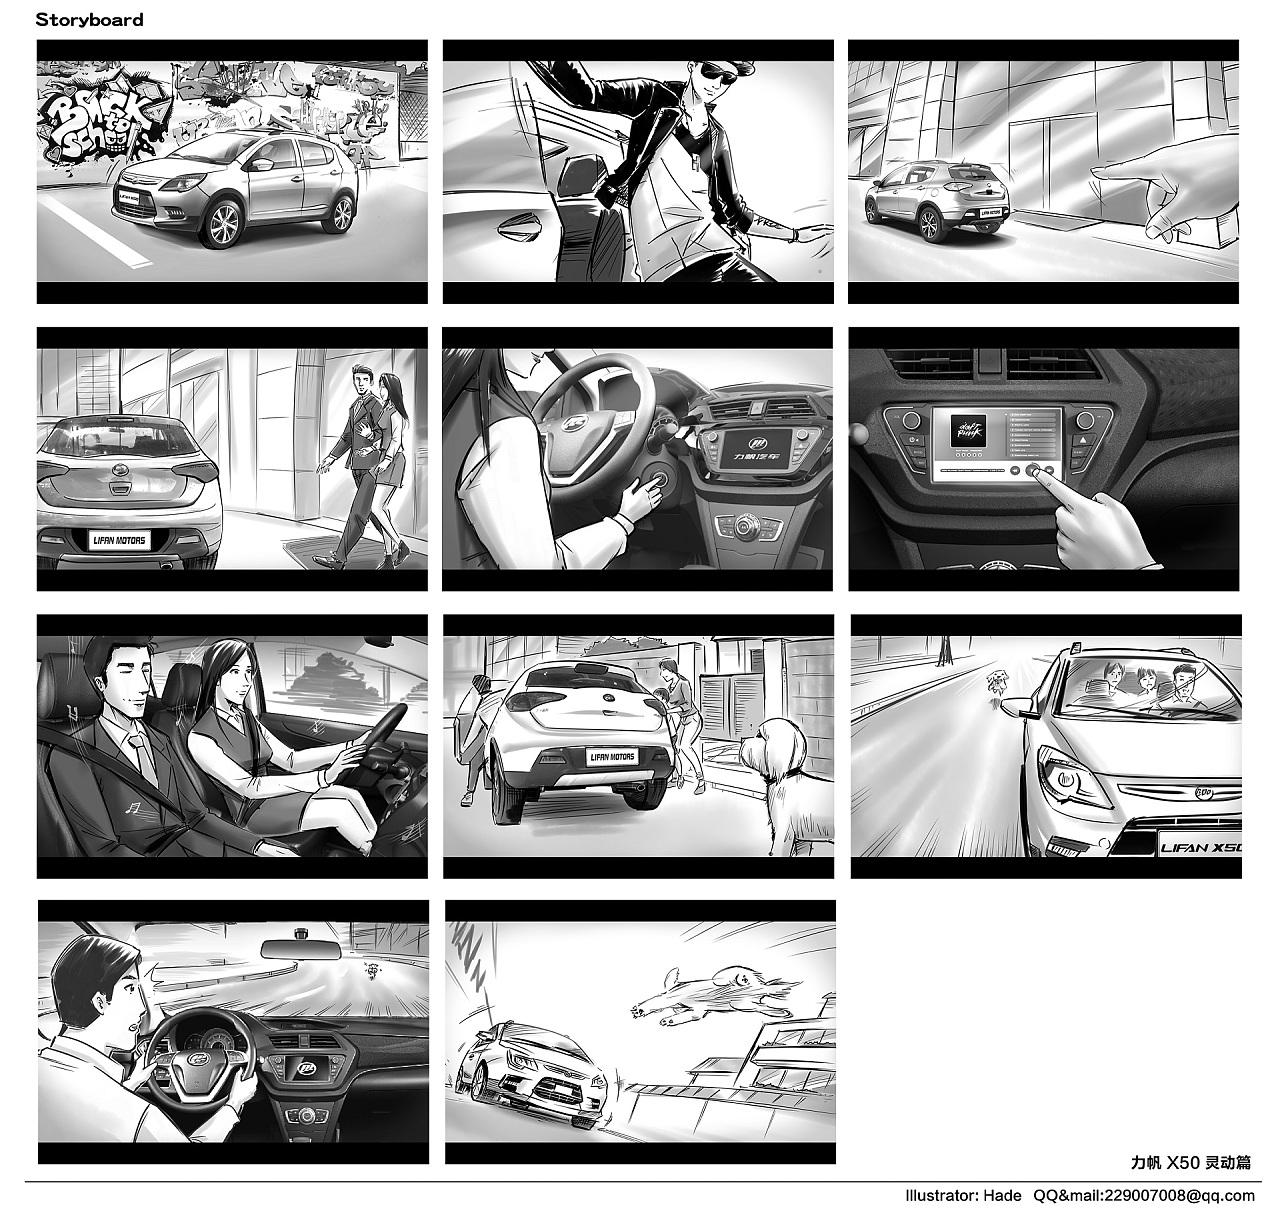 Storyboard
BACK
to
School
LIFAN MOTORS
LIFAN MOTORS
力帆汽车
daft
punk
LIFAN MOTORS
LIFAN X50
力帆 X50 灵动篇
Illustrator: Hade QQ&mail:229007008@qq.com